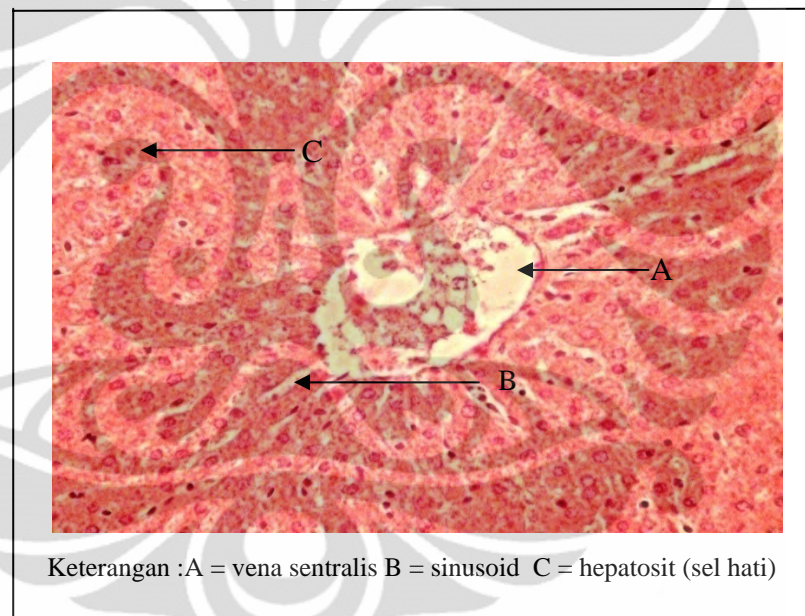 C
A
B
Keterangan :A = vena sentralis B = sinusoid C = hepatosit (sel hati)